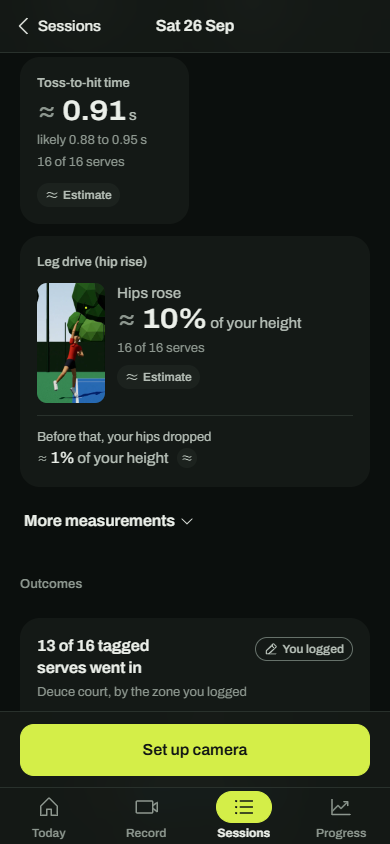 Sessions
Sat 26 Sep
Toss-to-hit time
≈ 0.91 s
likely 0.88 to 0.95 s
16 of 16 serves
≈ Estimate
Leg drive (hip rise)
Hips rose
≈ 10% of your height
16 of 16 serves
≈ Estimate
Before that, your hips dropped
≈ 1% of your height ≈
More measurements
Outcomes
13 of 16 tagged
serves went in
You logged
Deuce court, by the zone you logged
Set up camera
Today
Record
Sessions
Progress